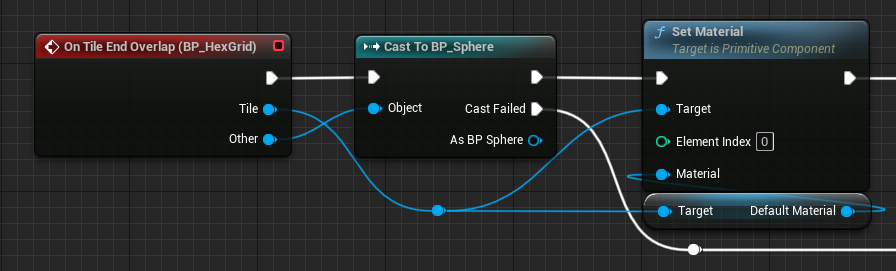 On Tile End Overlap (BP_HexGrid)
Tile
Other
Cast To BP_Sphere
Object
Cast Failed
As BP Sphere
f Set Material
Target is Primitive Component
Target
Element Index 0
Material
Target Default Material